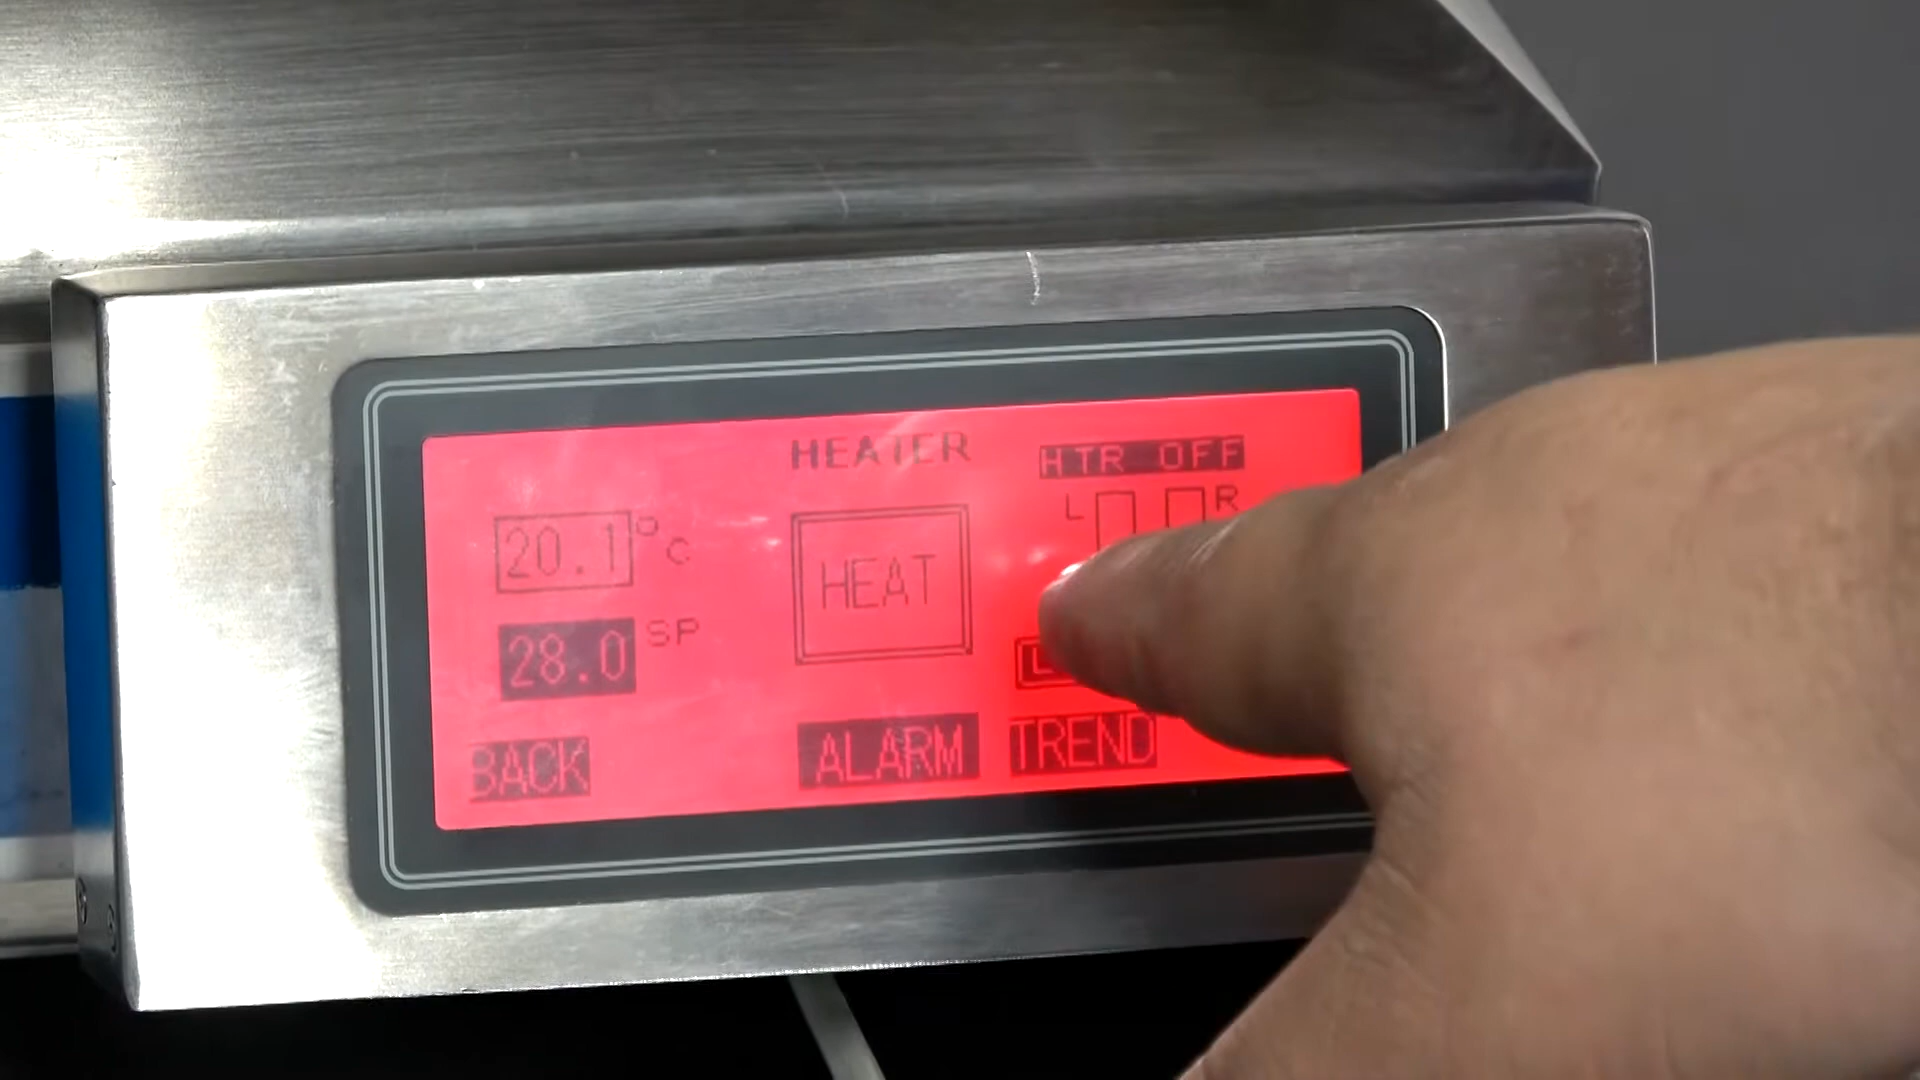 HEATER
HTR OFF
L R
20.1 °C
HEAT
28.0 SP
BACK
ALARM
TREND